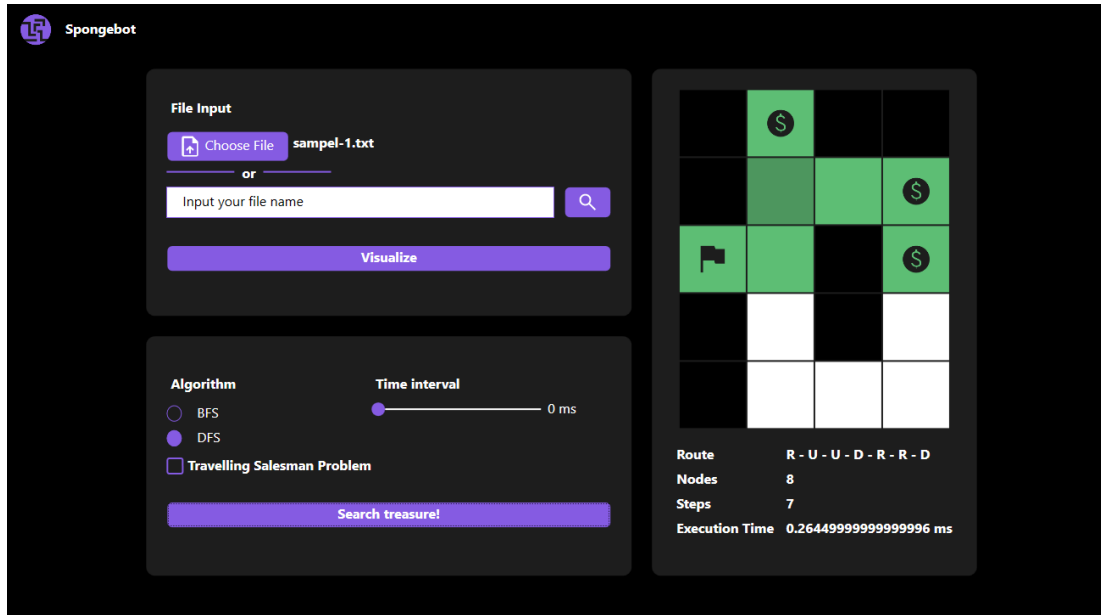 Spongebot
File Input
Choose File sampel-1.txt
or
Input your file name
Visualize
Algorithm
BFS
DFS
Travelling Salesman Problem
Time interval
0 ms
Search treasure!
$
$
$
Route R - U - U - D - R - R - D
Nodes 8
Steps 7
Execution Time 0.26449999999999996 ms